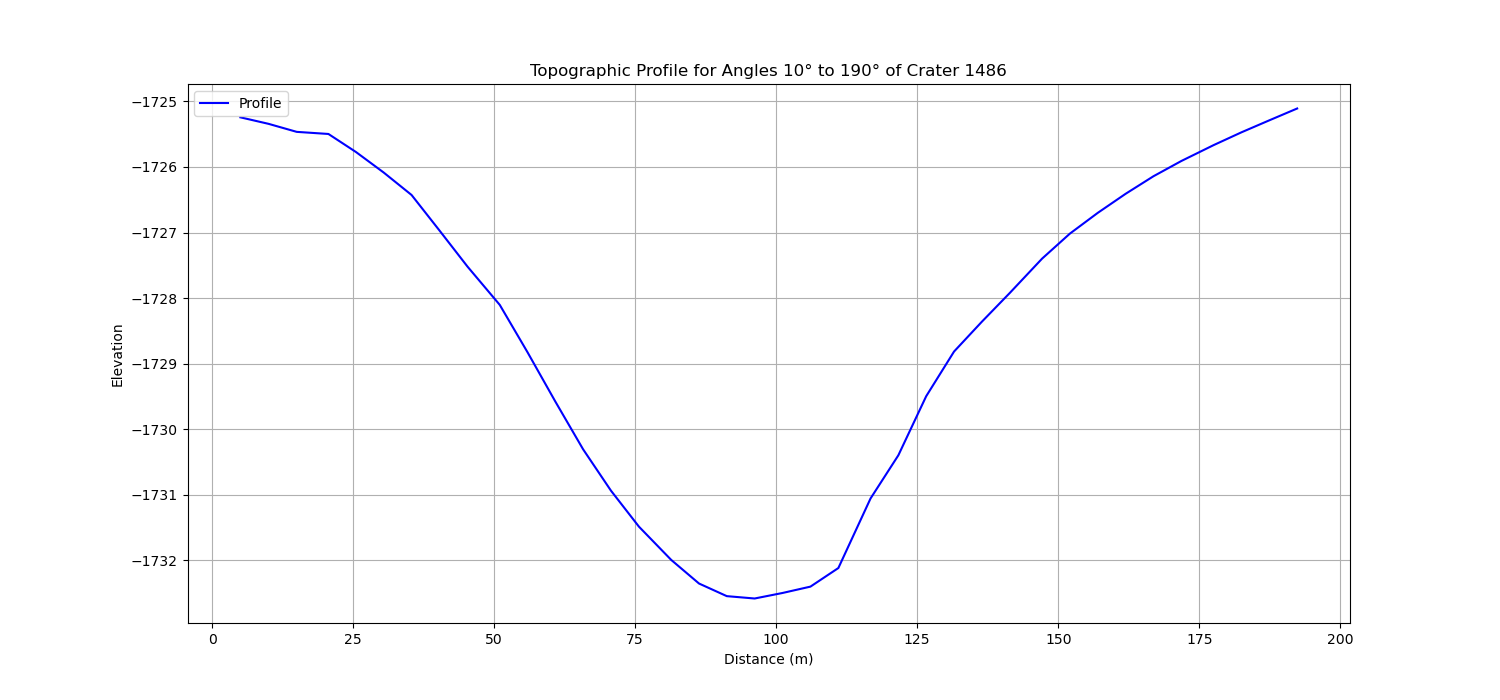 Topographic Profile for Angles 10° to 190° of Crater 1486
Profile
−1725
−1726
−1727
−1728
−1729
−1730
−1731
−1732
Elevation
0 25 50 75 100 125 150 175 200
Distance (m)